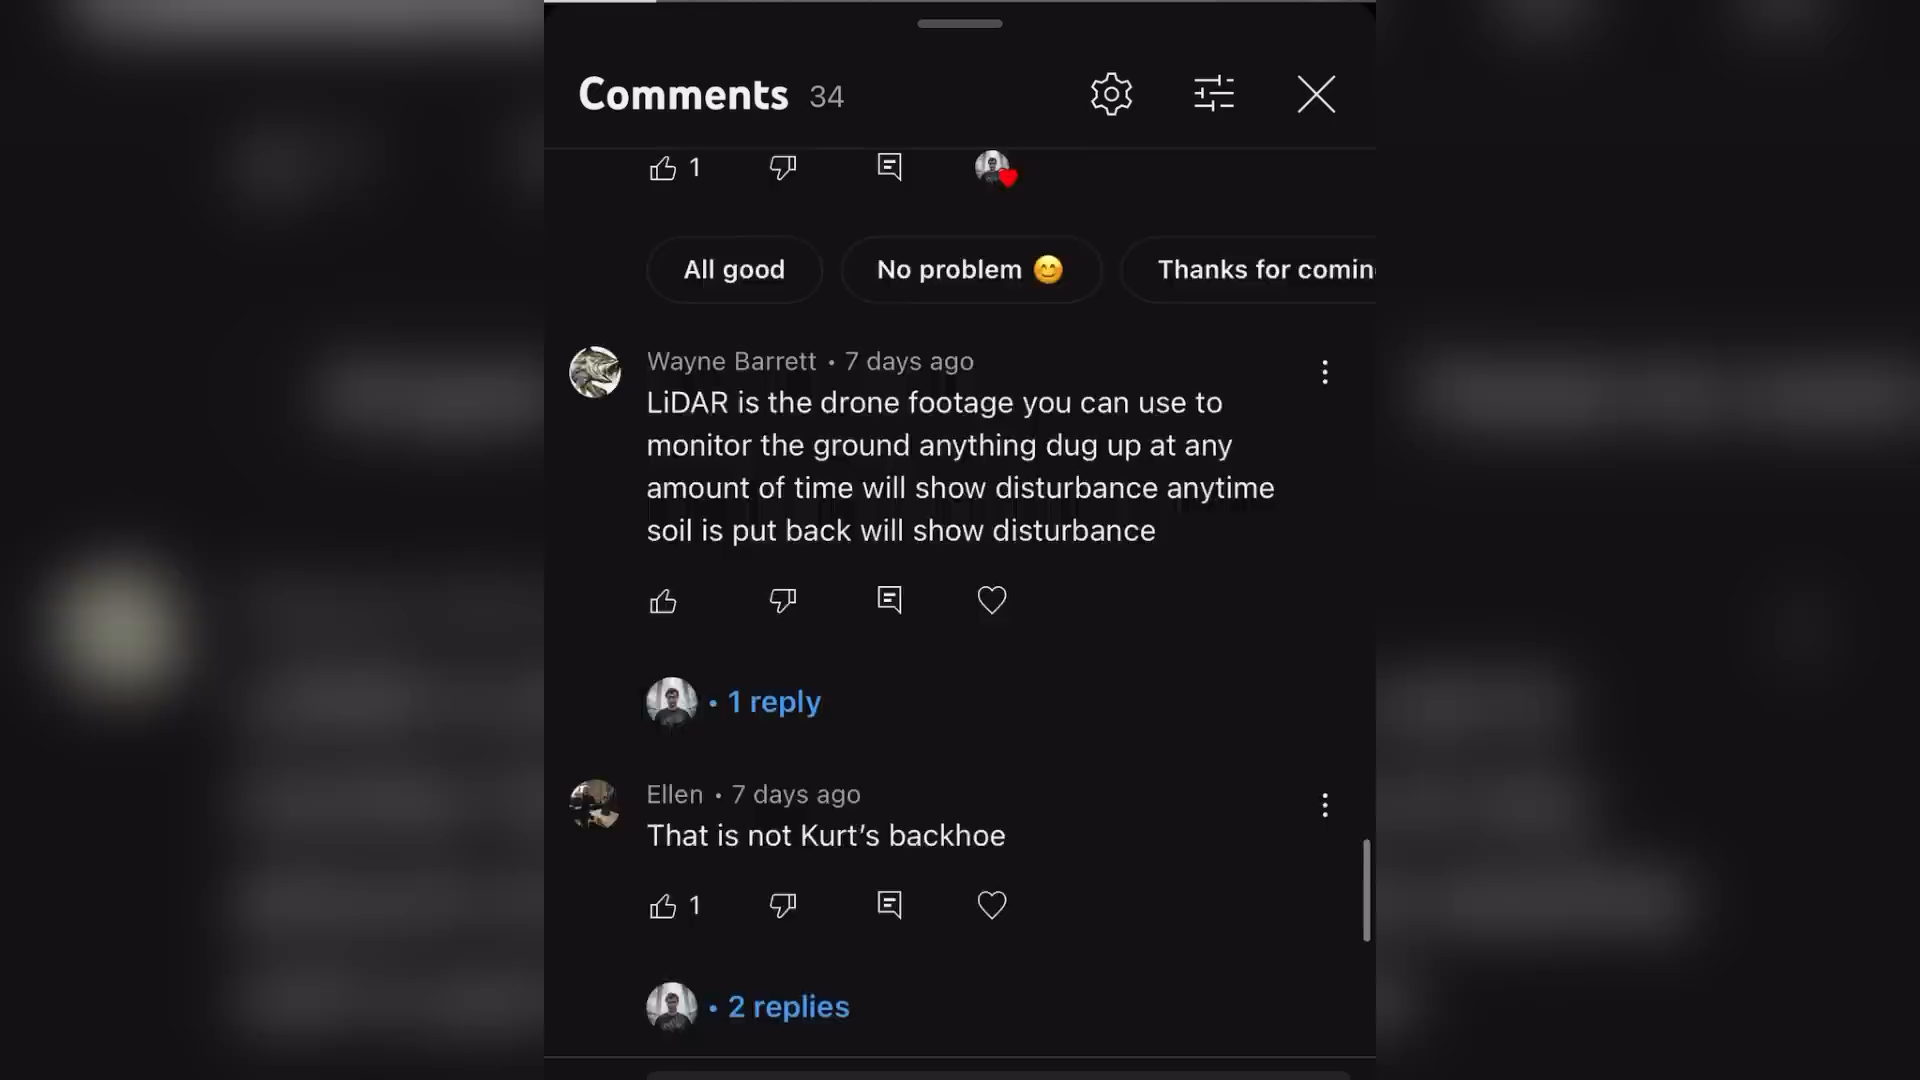 Comments 34
1
All good
No problem 😊
Thanks for comin
Wayne Barrett • 7 days ago
LiDAR is the drone footage you can use to
monitor the ground anything dug up at any
amount of time will show disturbance anytime
soil is put back will show disturbance
• 1 reply
Ellen • 7 days ago
That is not Kurt’s backhoe
1
• 2 replies